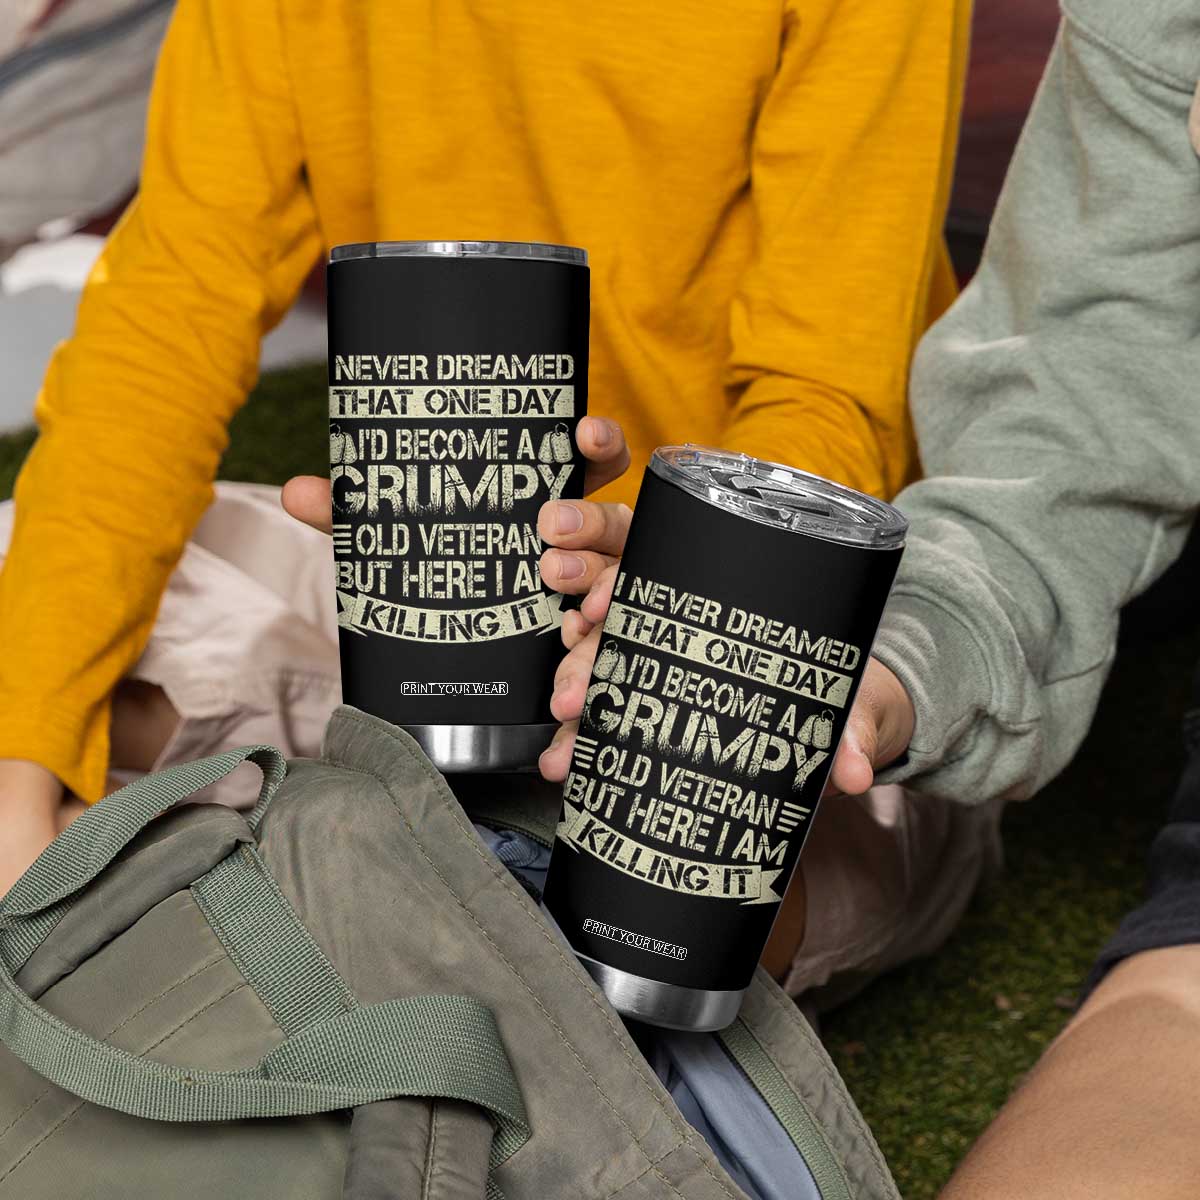 NEVER DREAMED
THAT ONE DAY
I'D BECOME A
GRUMPY
OLD VETERAN
BUT HERE I AM
KILLING IT
PRINT YOUR WEAR
I NEVER DREAMED
THAT ONE DAY
I'D BECOME A
GRUMPY
OLD VETERAN
BUT HERE I AM
KILLING IT
PRINT YOUR WEAR